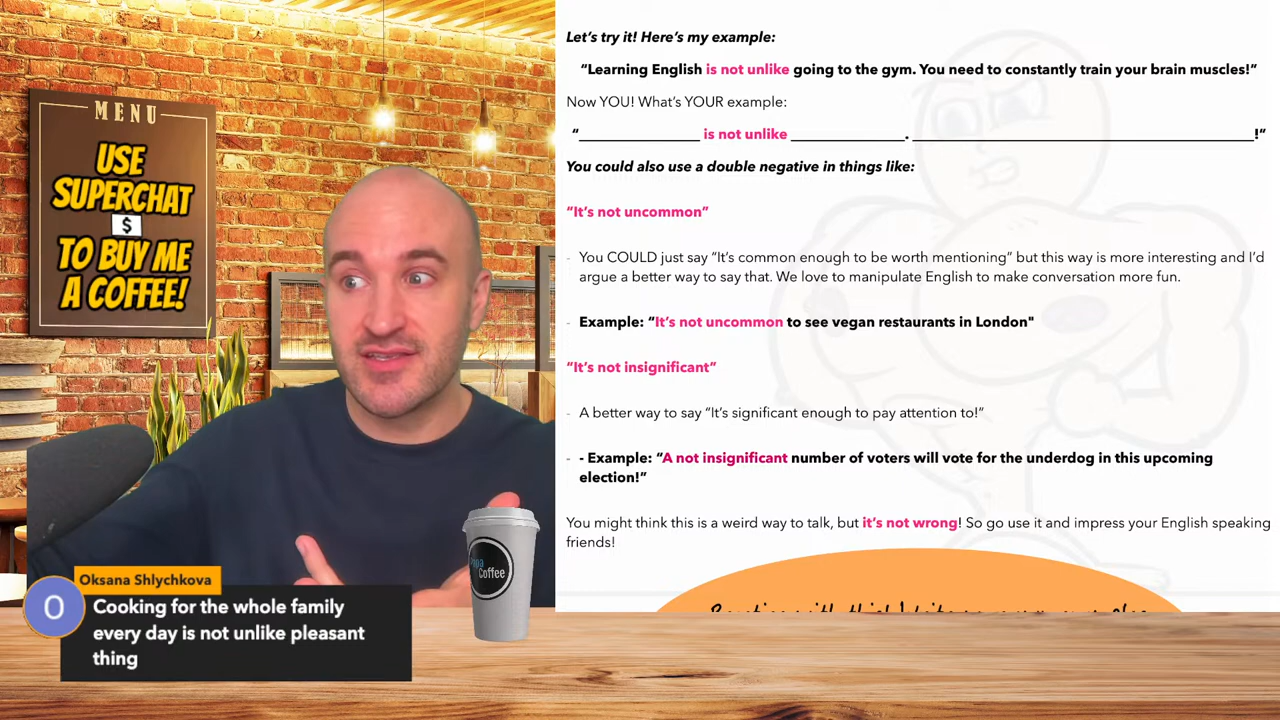 MENU
USE
SUPERCHAT
$
TO BUY ME
A COFFEE!
Coffee
Oksana Shlychkova
O
Cooking for the whole family
every day is not unlike pleasant
thing
Let's try it! Here's my example:
"Learning English is not unlike going to the gym. You need to constantly train your brain muscles!"
Now YOU! What's YOUR example:
"_______________ is not unlike ______________. ___________________________________________!"
You could also use a double negative in things like:
"It's not uncommon"
- You COULD just say "It's common enough to be worth mentioning" but this way is more interesting and I'd
argue a better way to say that. We love to manipulate English to make conversation more fun.
- Example: "It's not uncommon to see vegan restaurants in London"
"It's not insignificant"
- A better way to say "It's significant enough to pay attention to!"
- - Example: "A not insignificant number of voters will vote for the underdog in this upcoming
election!"
You might think this is a weird way to talk, but it's not wrong! So go use it and impress your English speaking
friends!